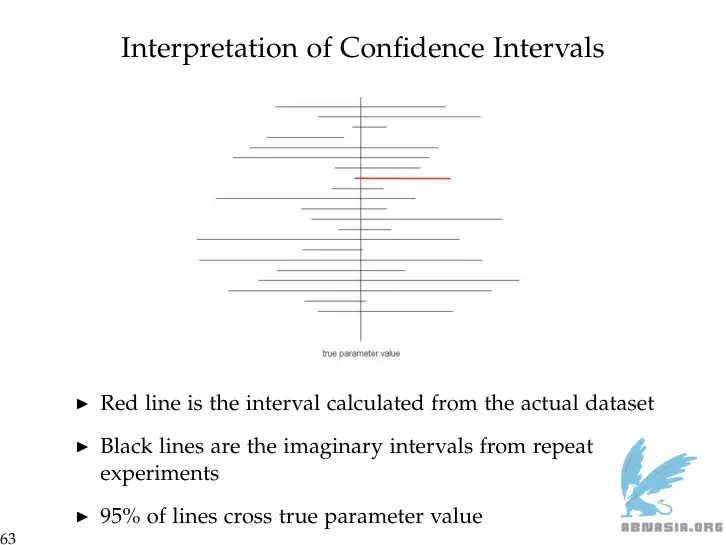 Interpretation of Confidence Intervals
true parameter value
▶ Red line is the interval calculated from the actual dataset
▶ Black lines are the imaginary intervals from repeat
experiments
▶ 95% of lines cross true parameter value
ABMASIA.ORG
63